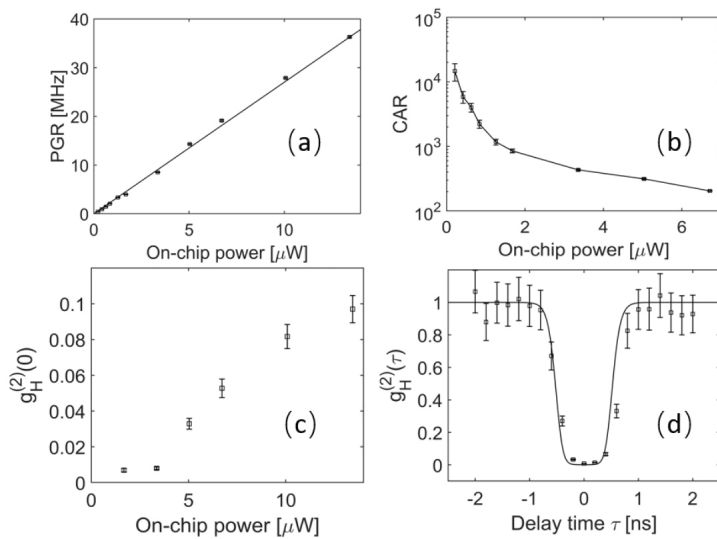 40
30
20
10
0
PGR [MHz]
(a)
0 5 10
On-chip power [μW]
10^5
10^4
10^3
10^2
CAR
(b)
0 2 4 6
On-chip power [μW]
0.1
0.08
0.06
0.04
0.02
0
g_H^(2)(0)
(c)
0 5 10
On-chip power [μW]
1
0.8
0.6
0.4
0.2
0
g_H^(2)(τ)
(d)
-2 -1 0 1 2
Delay time τ [ns]